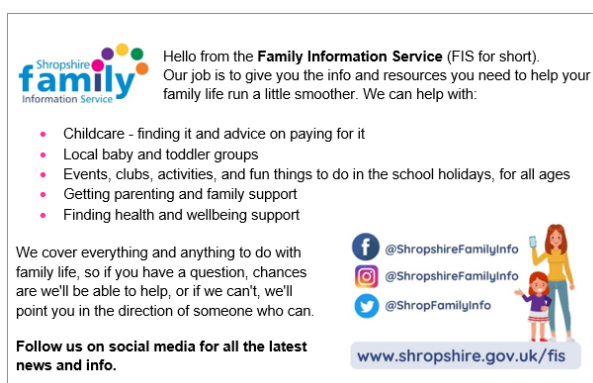 Shropshire
family
Information Service
Hello from the Family Information Service (FIS for short).
Our job is to give you the info and resources you need to help your
family life run a little smoother. We can help with:
• Childcare - finding it and advice on paying for it
• Local baby and toddler groups
• Events, clubs, activities, and fun things to do in the school holidays, for all ages
• Getting parenting and family support
• Finding health and wellbeing support
We cover everything and anything to do with
family life, so if you have a question, chances
are we'll be able to help, or if we can't, we'll
point you in the direction of someone who can.
Follow us on social media for all the latest
news and info.
@ShropshireFamilyInfo
@ShropshireFamilyInfo
@ShropFamilyInfo
www.shropshire.gov.uk/fis